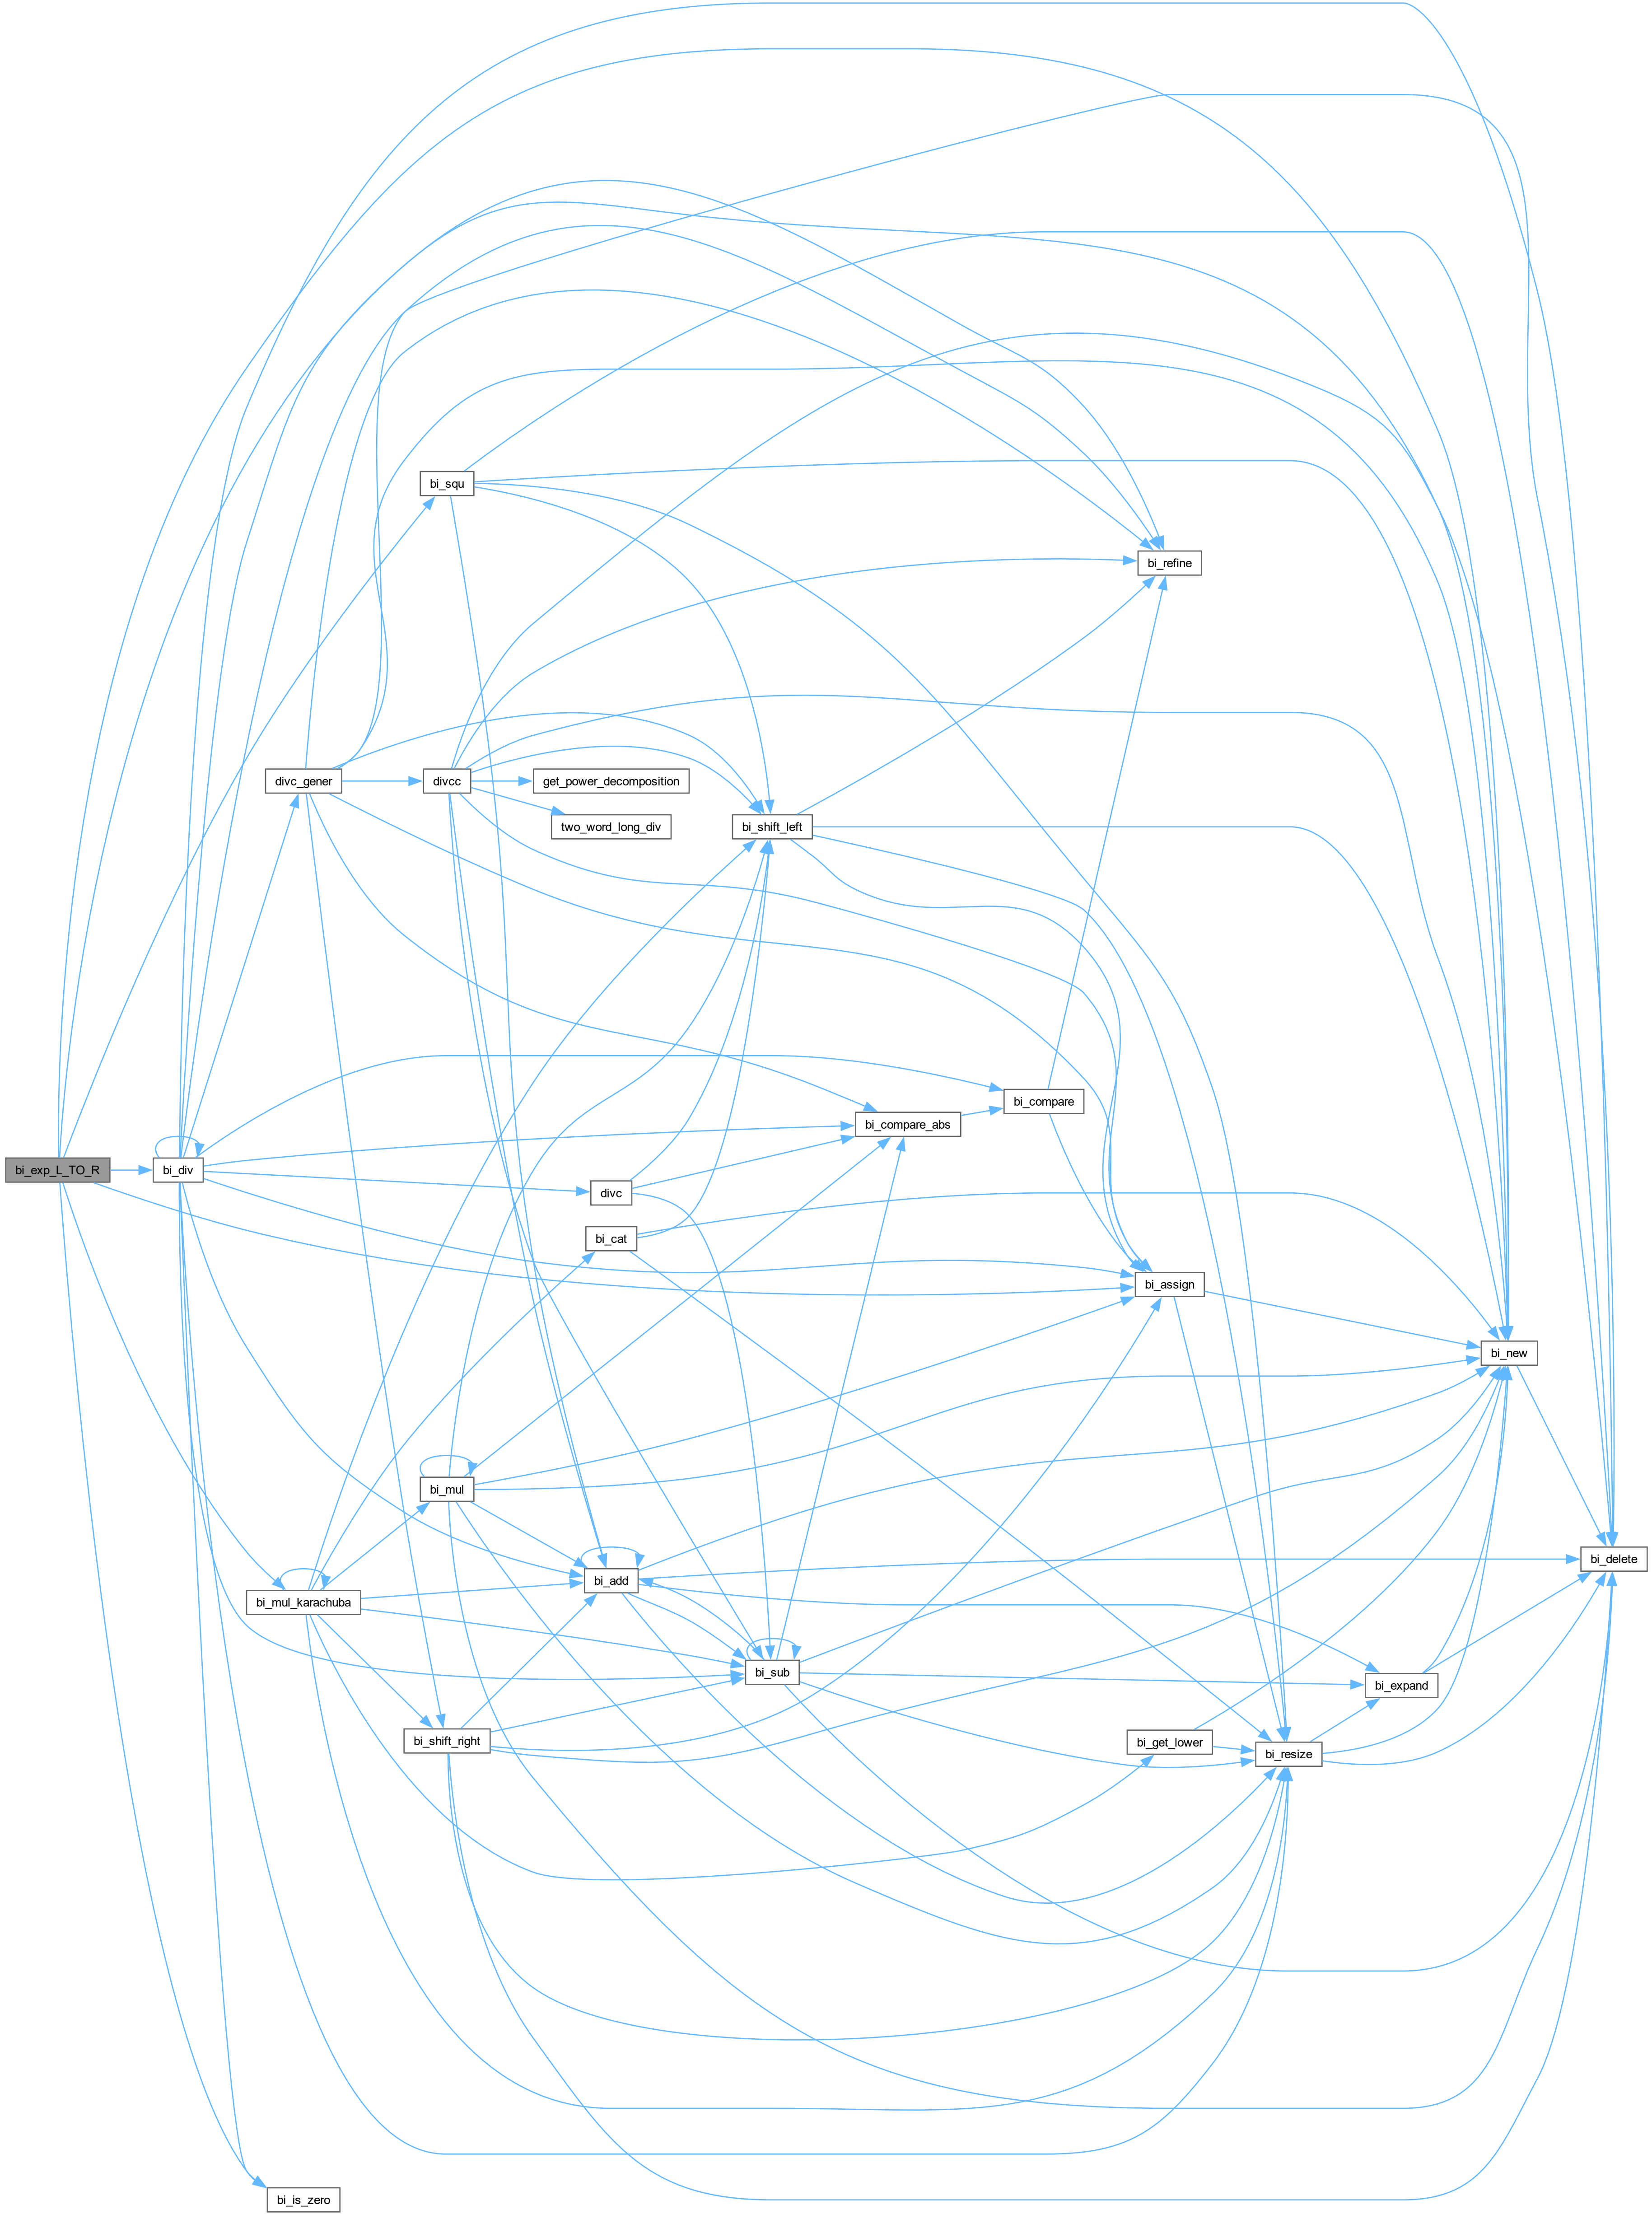 bi_squ
bi_refine
divc_gener
divcc
get_power_decomposition
two_word_long_div
bi_shift_left
bi_compare
bi_compare_abs
bi_exp_L_TO_R
bi_div
divc
bi_cat
bi_assign
bi_new
bi_mul
bi_delete
bi_add
bi_mul_karachuba
bi_sub
bi_expand
bi_shift_right
bi_get_lower
bi_resize
bi_is_zero